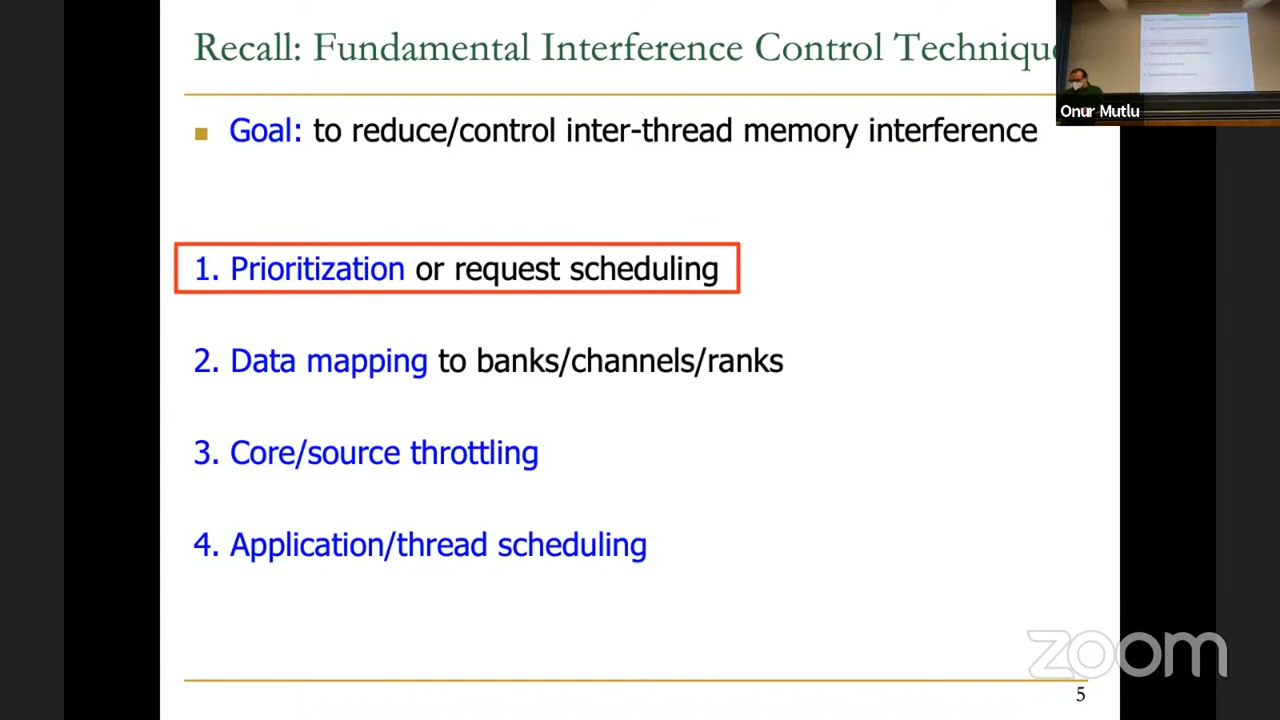 Recall: Fundamental Interference Control Technique
Onur Mutlu
Goal: to reduce/control inter-thread memory interference
1. Prioritization or request scheduling
2. Data mapping to banks/channels/ranks
3. Core/source throttling
4. Application/thread scheduling
zoom
5